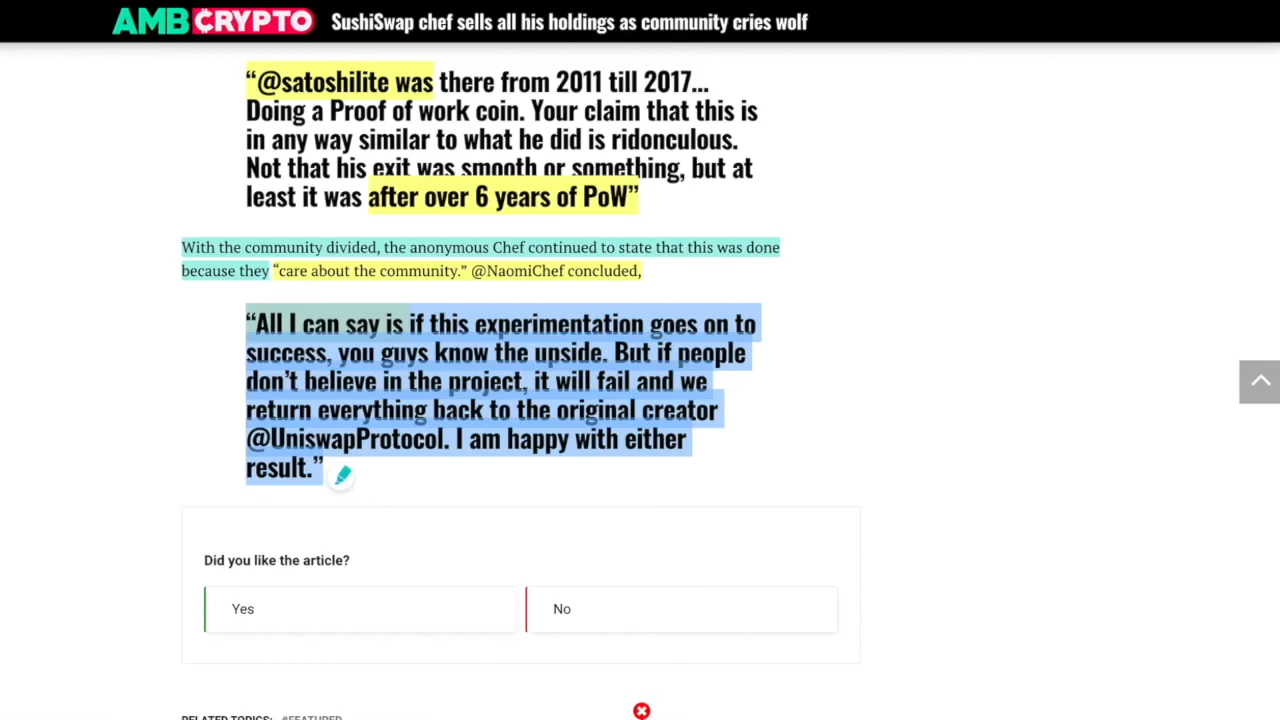 AMBCRYPTO SushiSwap chef sells all his holdings as community cries wolf
“@satoshilite was there from 2011 till 2017...
Doing a Proof of work coin. Your claim that this is
in any way similar to what he did is ridonculous.
Not that his exit was smooth or something, but at
least it was after over 6 years of PoW”
With the community divided, the anonymous Chef continued to state that this was done
because they “care about the community.” @NaomiChef concluded,
“All I can say is if this experimentation goes on to
success, you guys know the upside. But if people
don’t believe in the project, it will fail and we
return everything back to the original creator
@UniswapProtocol. I am happy with either
result.”
Did you like the article?
Yes
No
RELATED TOPICS: #FEATURED